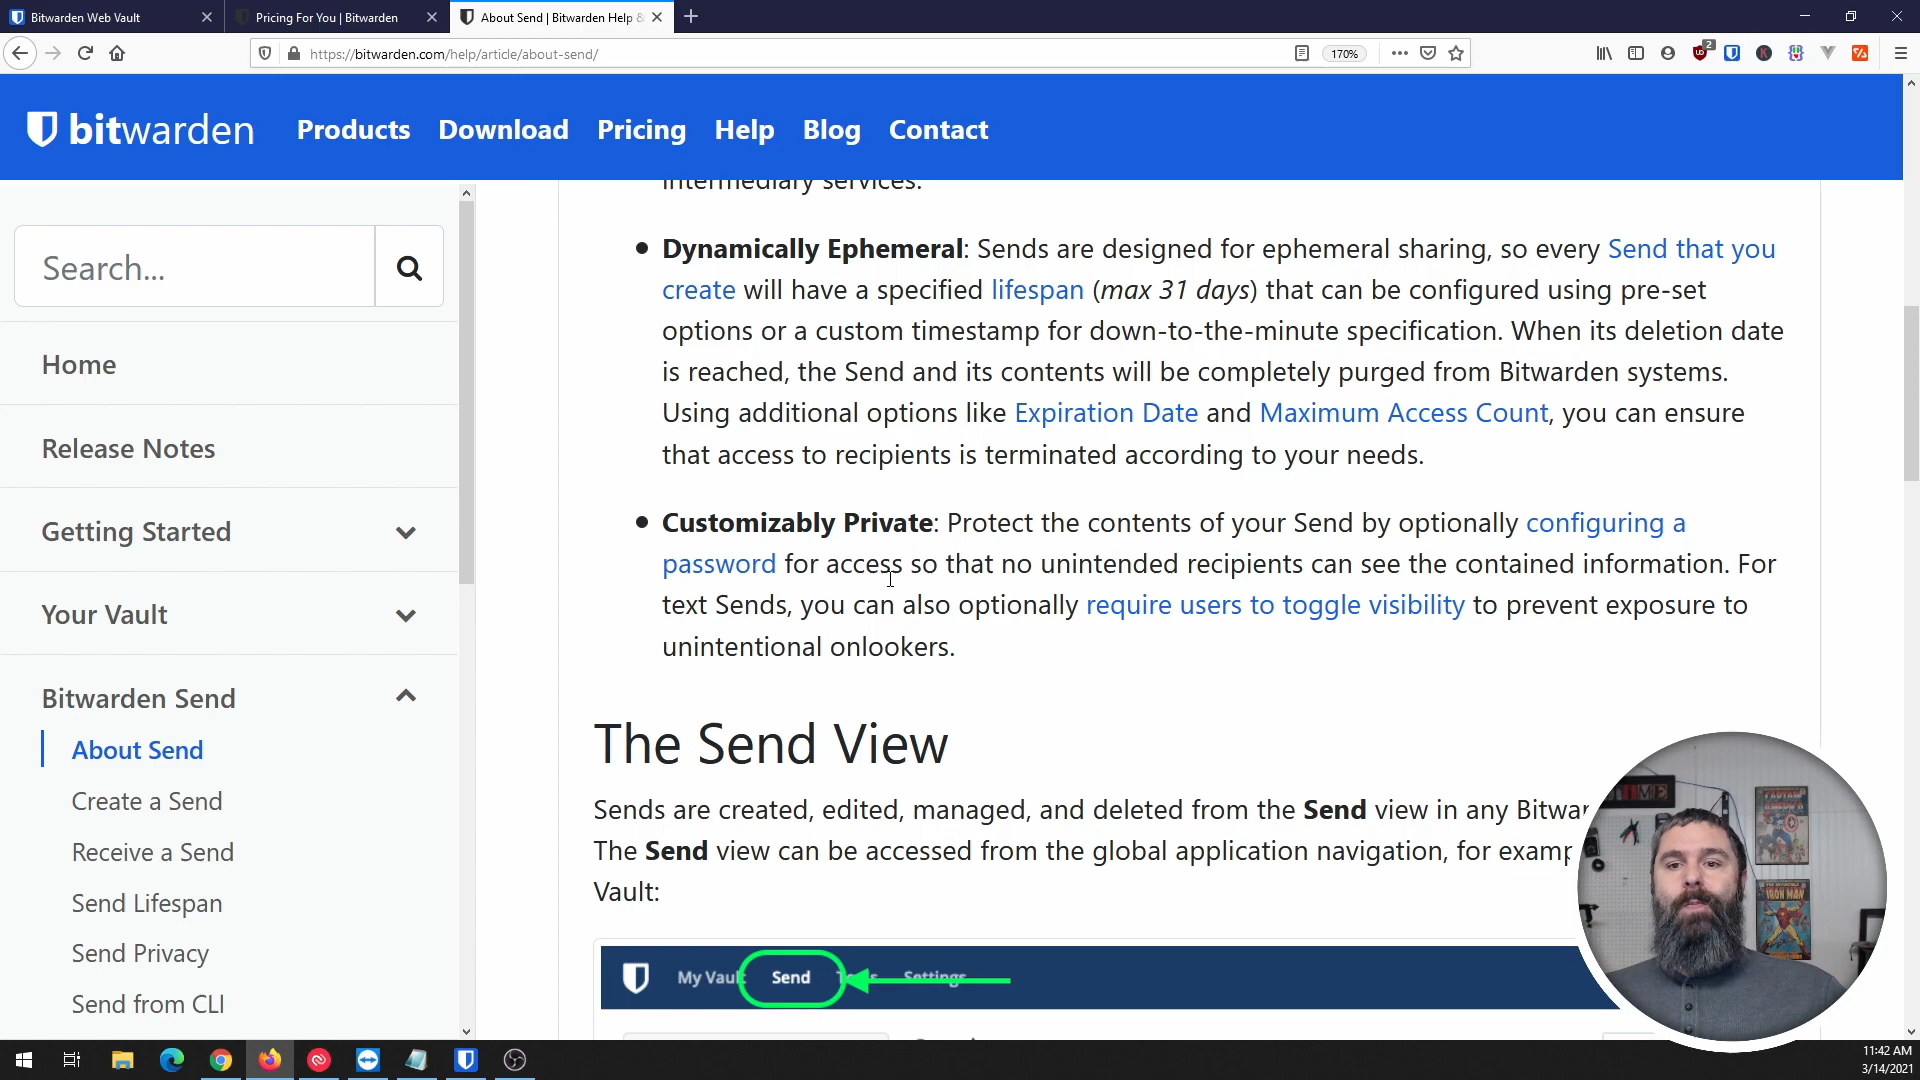 Bitwarden Web Vault
Pricing For You | Bitwarden
About Send | Bitwarden Help &
https://bitwarden.com/help/article/about-send/
170%
2
bitwarden
Products
Download
Pricing
Help
Blog
Contact
Search...
Home
Release Notes
Getting Started
Your Vault
Bitwarden Send
About Send
Create a Send
Receive a Send
Send Lifespan
Send Privacy
Send from CLI
intermediary services.
Dynamically Ephemeral: Sends are designed for ephemeral sharing, so every Send that you
create will have a specified lifespan (max 31 days) that can be configured using pre-set
options or a custom timestamp for down-to-the-minute specification. When its deletion date
is reached, the Send and its contents will be completely purged from Bitwarden systems.
Using additional options like Expiration Date and Maximum Access Count, you can ensure
that access to recipients is terminated according to your needs.
Customizably Private: Protect the contents of your Send by optionally configuring a
password for access so that no unintended recipients can see the contained information. For
text Sends, you can also optionally require users to toggle visibility to prevent exposure to
unintentional onlookers.
The Send View
Sends are created, edited, managed, and deleted from the Send view in any Bitwar
The Send view can be accessed from the global application navigation, for examp
Vault:
My Vault
Send
Tools
Settings
CAPTAIN AMERICA
IRON MAN
11:42 AM
3/14/2021